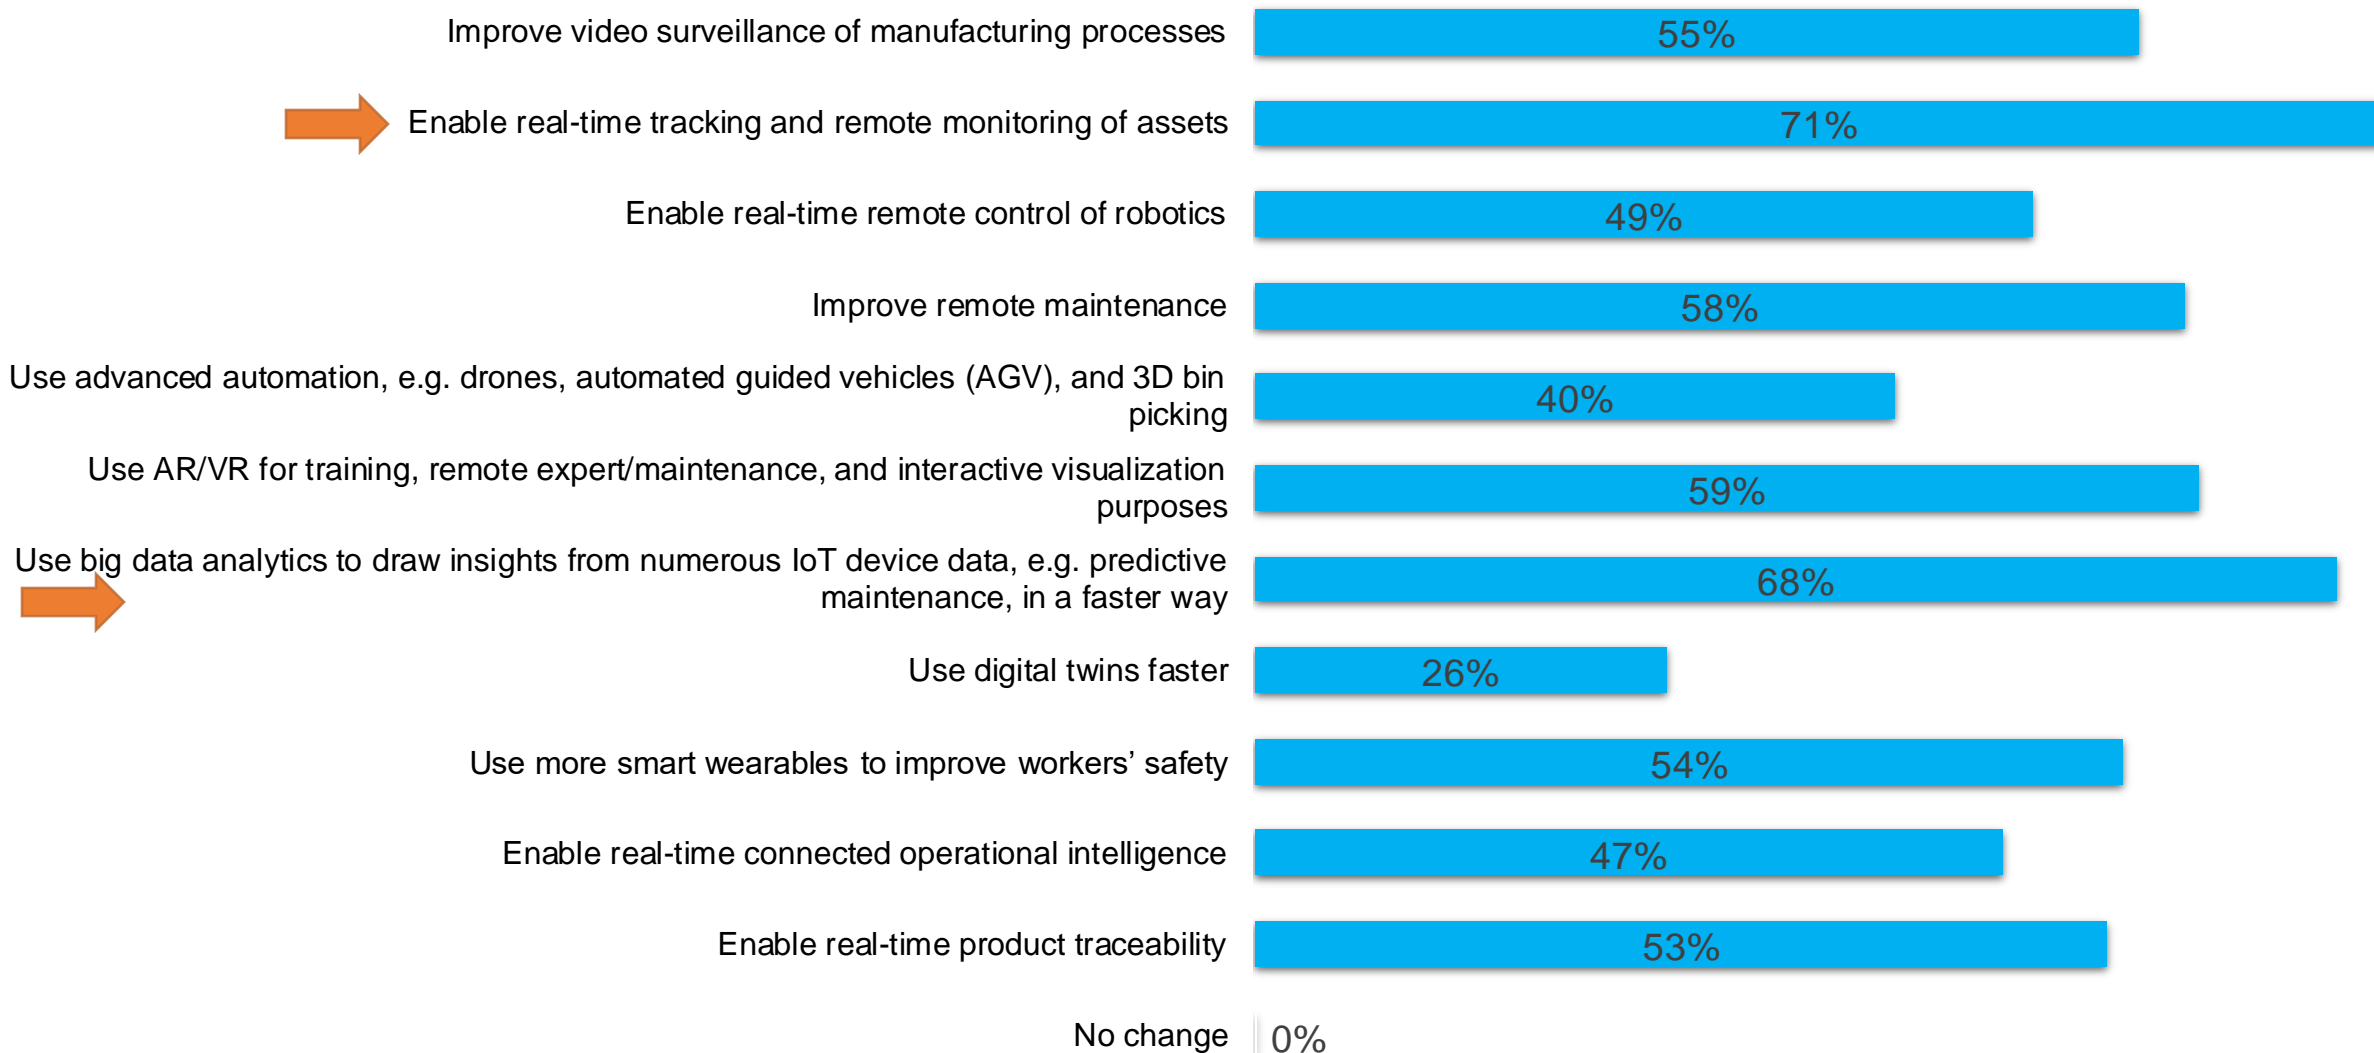 Improve video surveillance of manufacturing processes 55%
Enable real-time tracking and remote monitoring of assets 71%
Enable real-time remote control of robotics 49%
Improve remote maintenance 58%
Use advanced automation, e.g. drones, automated guided vehicles (AGV), and 3D bin
picking 40%
Use AR/VR for training, remote expert/maintenance, and interactive visualization
purposes 59%
Use big data analytics to draw insights from numerous IoT device data, e.g. predictive
maintenance, in a faster way 68%
Use digital twins faster 26%
Use more smart wearables to improve workers’ safety 54%
Enable real-time connected operational intelligence 47%
Enable real-time product traceability 53%
No change 0%